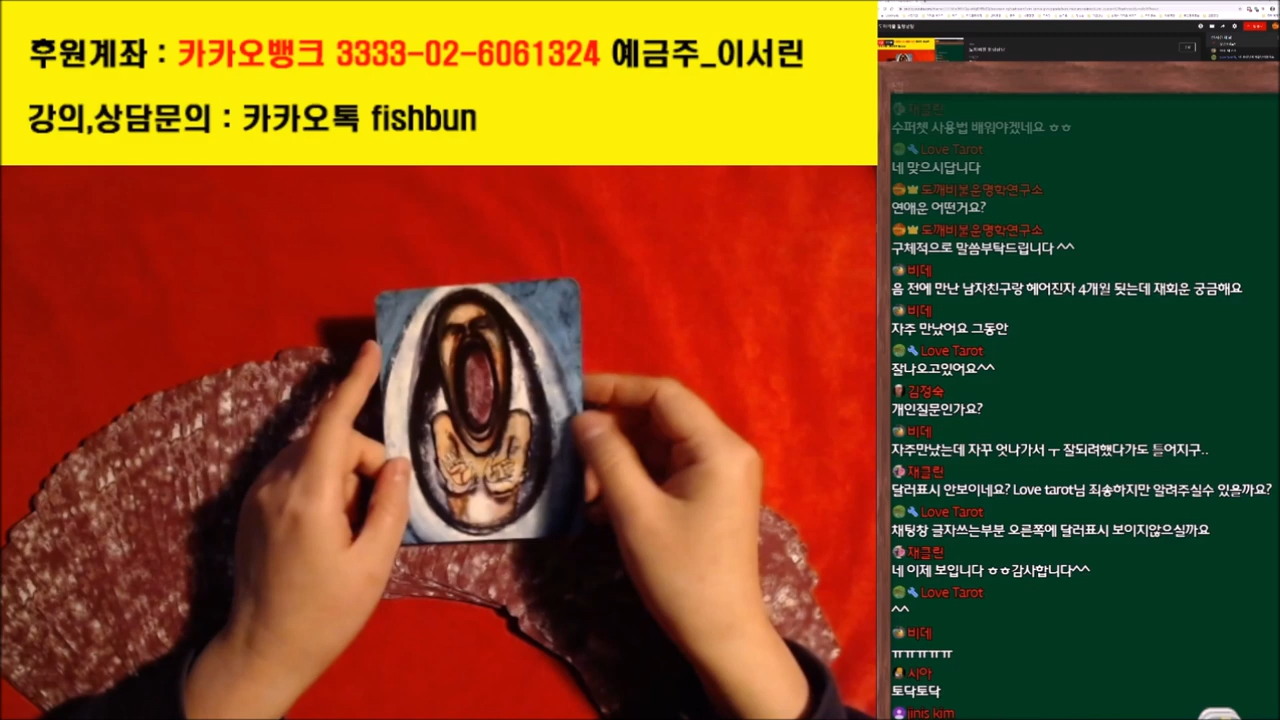 후원계좌 : 카카오뱅크 3333-02-6061324 예금주_이서린
강의,상담문의 : 카카오톡 fishbun
재클린
수퍼쳇 사용법 배워야겠네요 ㅎㅎ
Love Tarot
네 맞으시답니다
도깨비불운명학연구소
연애운 어떤거요?
도깨비불운명학연구소
구체적으로 말씀부탁드립니다 ^^
비데
음 전에 만난 남자친구랑 헤어진자 4개월 됫는데 재회운 궁금해요
비데
자주 만났어요 그동안
Love Tarot
잘나오고있어요^^
김정숙
개인질문인가요?
비데
자주만났는데 자꾸 엇나가서 ㅜ 잘되려했다가도 틀어지구..
재클린
달러표시 안보이네요? Love tarot님 죄송하지만 알려주실수 있을까요?
Love Tarot
채팅창 글자쓰는부분 오른쪽에 달러표시 보이지않으실까요
재클린
네 이제 보입니다 ㅎㅎ감사합니다^^
Love Tarot
^^
비데
ㅠㅠㅠㅠㅠ
시아
토닥토닥
jinis kim